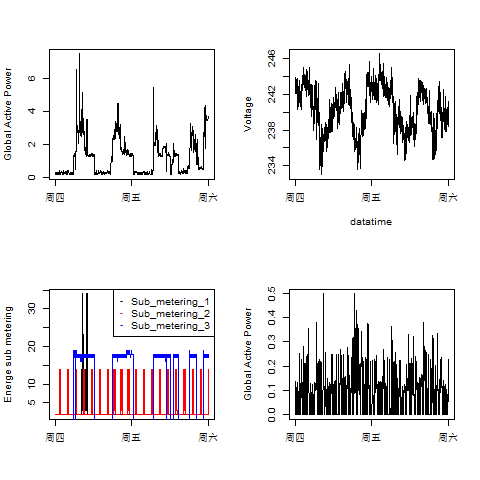 Global Active Power
0 2 4 6
周四 周五 周六
Voltage
234 238 242 246
周四 周五 周六
datatime
Energe sub metering
5 10 20 30
Sub_metering_1
Sub_metering_2
Sub_metering_3
周四 周五 周六
Global Active Power
0.0 0.1 0.2 0.3 0.4 0.5
周四 周五 周六